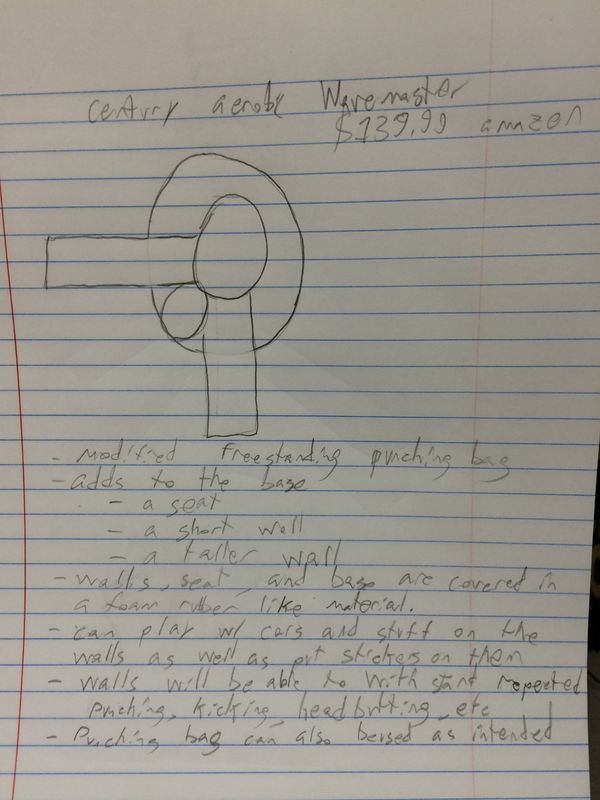 Century aerobic Wavemaster
$139.99 amazon
- Modified freestanding punching bag
- adds to the base
- a seat
- a short wall
- a taller wall
- walls, seat, and base are covered in
a foam rubber like material.
- can play w/ cars and stuff on the
walls as well as put stickers on them
- walls will be able to with stand repeated
punching, kicking, headbutting, etc
- Punching bag can also be used as intended